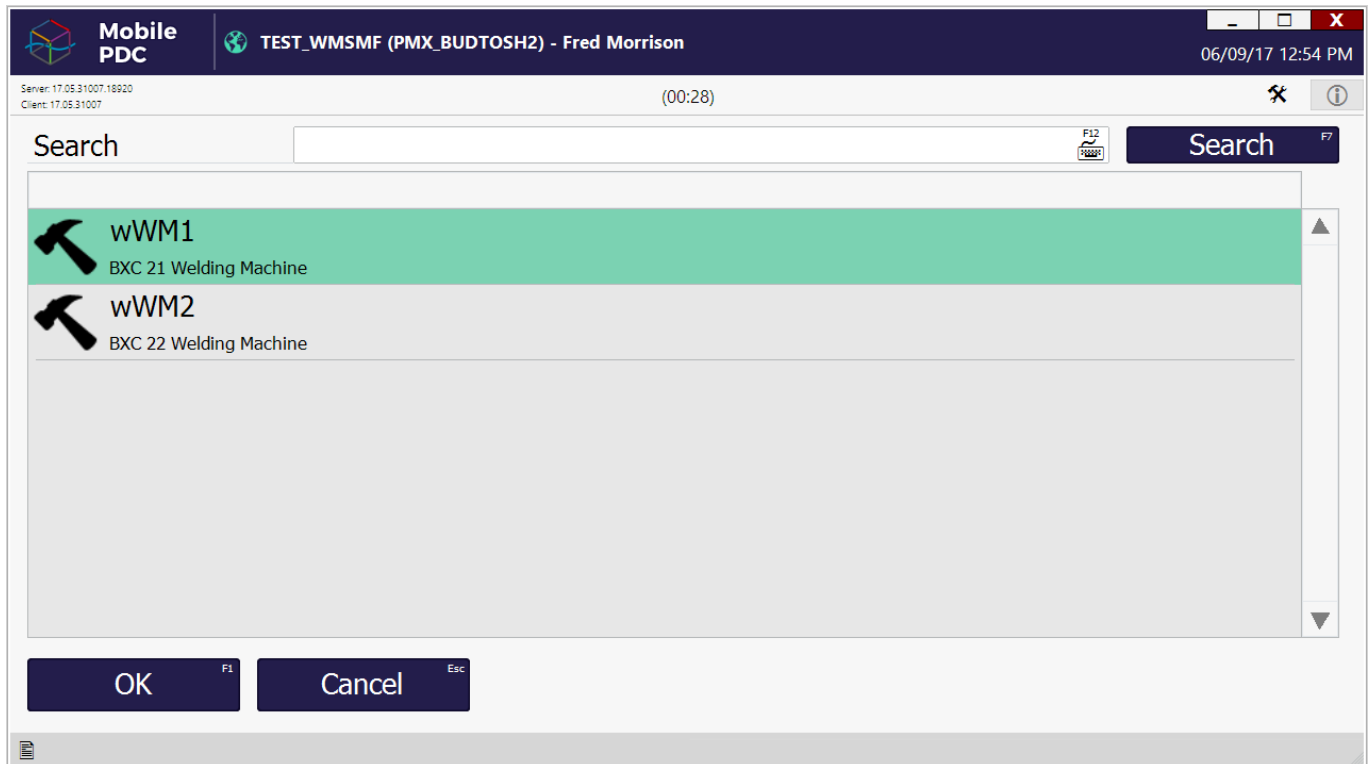 Mobile
PDC
TEST_WMSMF (PMX_BUDTOSH2) - Fred Morrison
X
06/09/17 12:54 PM
Server: 17.05.31007.18920
Client: 17.05.31007
(00:28)
Search
F12
Search
F7
wWM1
BXC 21 Welding Machine
wWM2
BXC 22 Welding Machine
OK
F1
Cancel
Esc